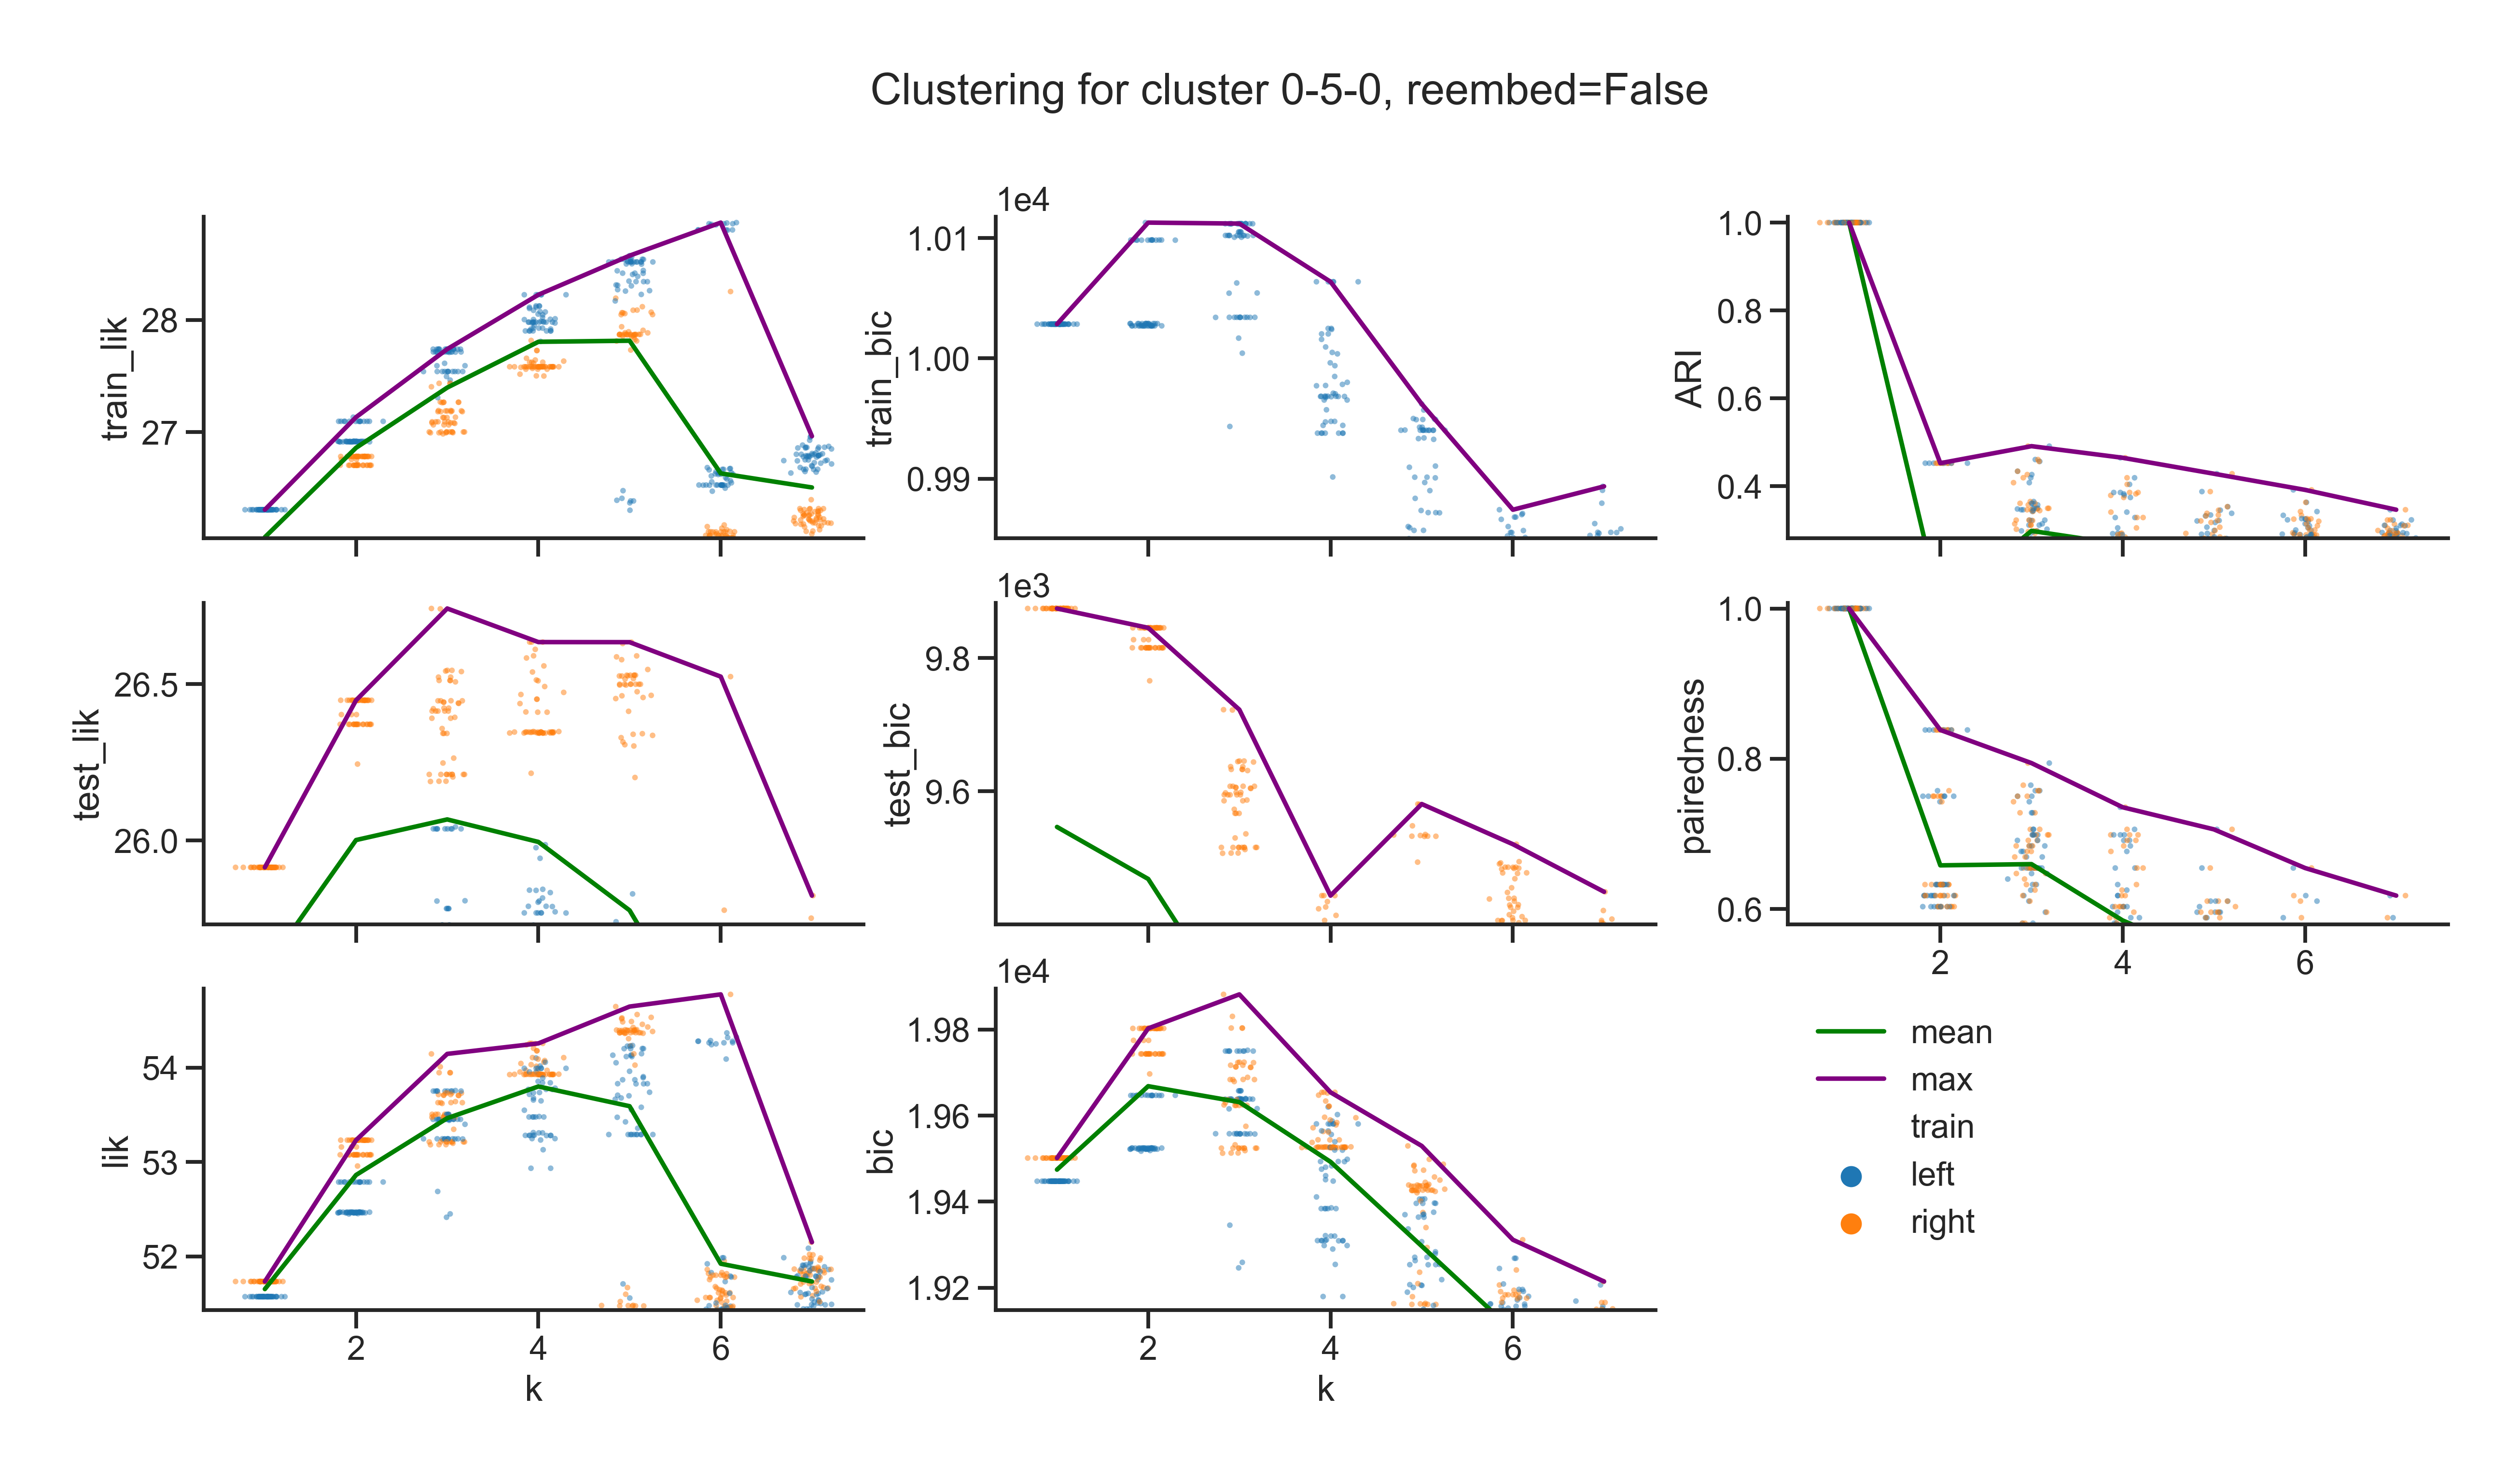 Clustering for cluster 0-5-0, reembed=False
train_lik
28
27
1e4
train_bic
1.01
1.00
0.99
ARI
1.0
0.8
0.6
0.4
test_lik
26.5
26.0
1e3
test_bic
9.8
9.6
pairedness
1.0
0.8
0.6
2
4
6
lik
54
53
52
2
4
6
k
1e4
bic
1.98
1.96
1.94
1.92
2
4
6
k
mean
max
train
left
right